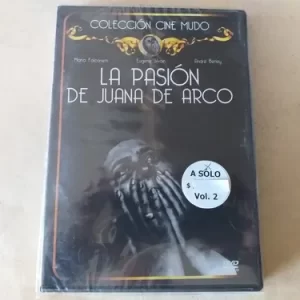 COLECCIÓN CINE MUDO
LA PASIÓN
DE JUANA DE ARCO
A SOLO
$
Vol. 2